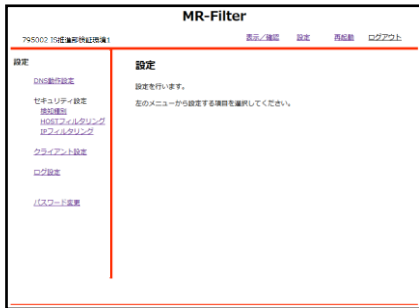 MR-Filter
795002 IS推進部検証環境1
表示／確認 設定 再起動 ログアウト
設定
DNS動作設定
セキュリティ設定
検知種別
HOSTフィルタリング
IPフィルタリング
クライアント設定
ログ設定
パスワード変更
設定
設定を行います。
左のメニューから設定する項目を選択してください。